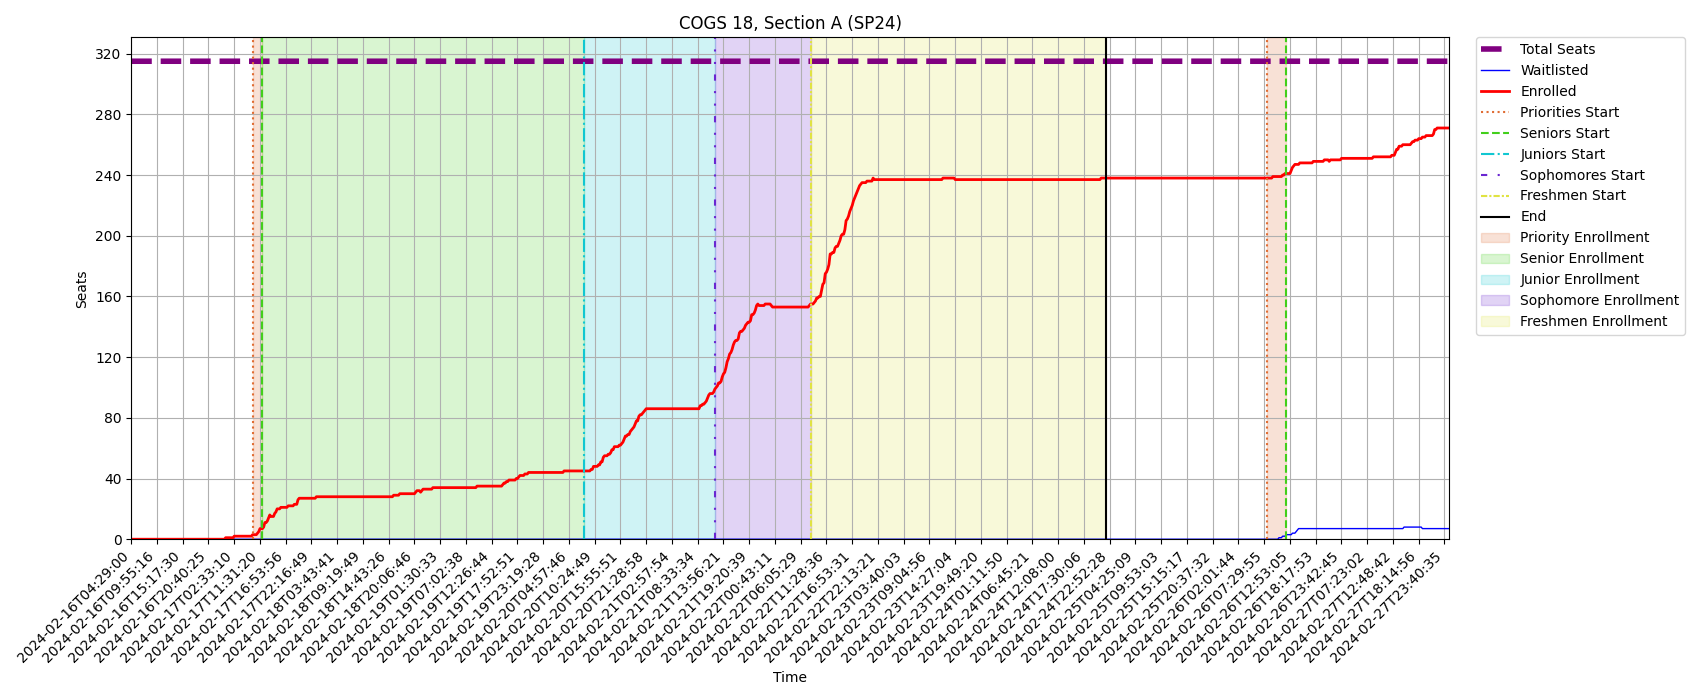 COGS 18, Section A (SP24)
Seats
320
280
240
200
160
120
80
40
0
2024-02-16T04:29:00
2024-02-16T09:55:16
2024-02-16T15:17:30
2024-02-16T20:40:25
2024-02-17T02:33:10
2024-02-17T11:31:20
2024-02-17T16:53:56
2024-02-17T22:16:49
2024-02-18T03:43:41
2024-02-18T09:19:49
2024-02-18T14:43:26
2024-02-18T20:06:46
2024-02-19T01:30:33
2024-02-19T07:02:38
2024-02-19T12:26:44
2024-02-19T17:52:51
2024-02-19T23:19:28
2024-02-20T04:57:46
2024-02-20T10:24:49
2024-02-20T15:55:51
2024-02-20T21:28:58
2024-02-21T02:57:54
2024-02-21T08:33:34
2024-02-21T13:56:21
2024-02-21T19:20:39
2024-02-22T00:43:11
2024-02-22T06:05:29
2024-02-22T11:28:36
2024-02-22T16:53:31
2024-02-22T22:13:21
2024-02-23T03:40:03
2024-02-23T09:04:56
2024-02-23T14:27:04
2024-02-23T19:49:20
2024-02-24T01:11:50
2024-02-24T06:45:21
2024-02-24T12:08:00
2024-02-24T17:30:06
2024-02-24T22:52:28
2024-02-25T04:25:09
2024-02-25T09:53:03
2024-02-25T15:15:17
2024-02-25T20:37:32
2024-02-26T02:01:44
2024-02-26T07:29:55
2024-02-26T12:53:05
2024-02-26T18:17:53
2024-02-26T23:42:45
2024-02-27T07:23:02
2024-02-27T12:48:42
2024-02-27T18:14:56
2024-02-27T23:40:35
Time
Total Seats
Waitlisted
Enrolled
Priorities Start
Seniors Start
Juniors Start
Sophomores Start
Freshmen Start
End
Priority Enrollment
Senior Enrollment
Junior Enrollment
Sophomore Enrollment
Freshmen Enrollment